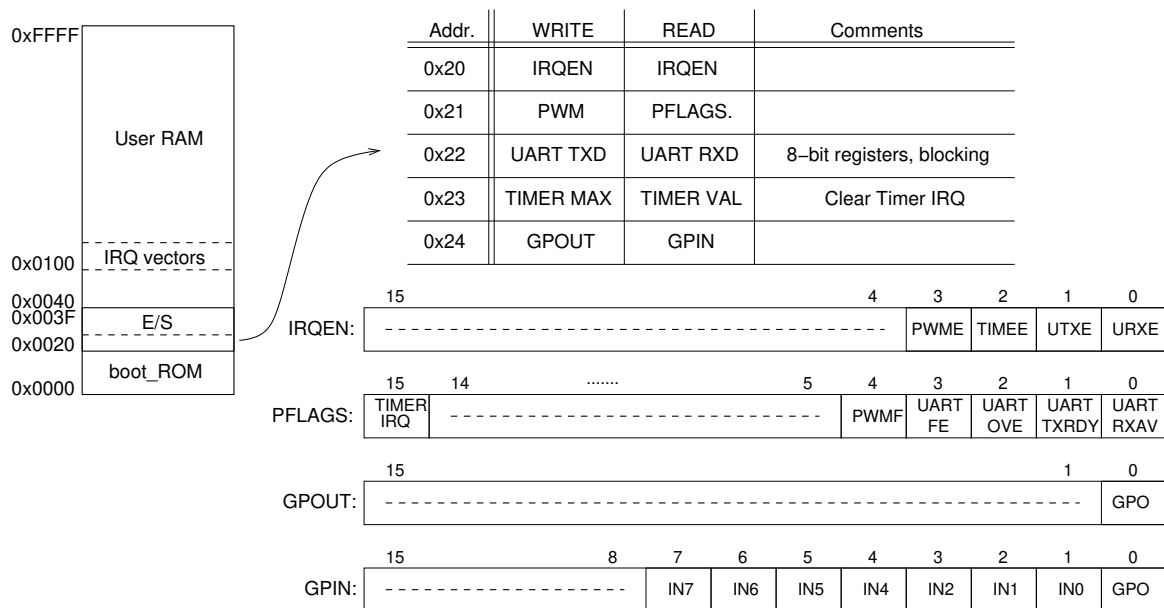 0xFFFF
User RAM
IRQ vectors
0x0100
0x0040
0x003F
E/S
0x0020
boot_ROM
0x0000
Addr. WRITE READ Comments
0x20 IRQEN IRQEN
0x21 PWM PFLAGS.
0x22 UART TXD UART RXD 8−bit registers, blocking
0x23 TIMER MAX TIMER VAL Clear Timer IRQ
0x24 GPOUT GPIN
15 4 3 2 1 0
IRQEN: PWME TIMEE UTXE URXE
15 14 ....... 5 4 3 2 1 0
PFLAGS: TIMER IRQ PWMF UART FE UART OVE UART TXRDY UART RXAV
15 1 0
GPOUT: GPO
15 8 7 6 5 4 3 2 1 0
GPIN: IN7 IN6 IN5 IN4 IN2 IN1 IN0 GPO